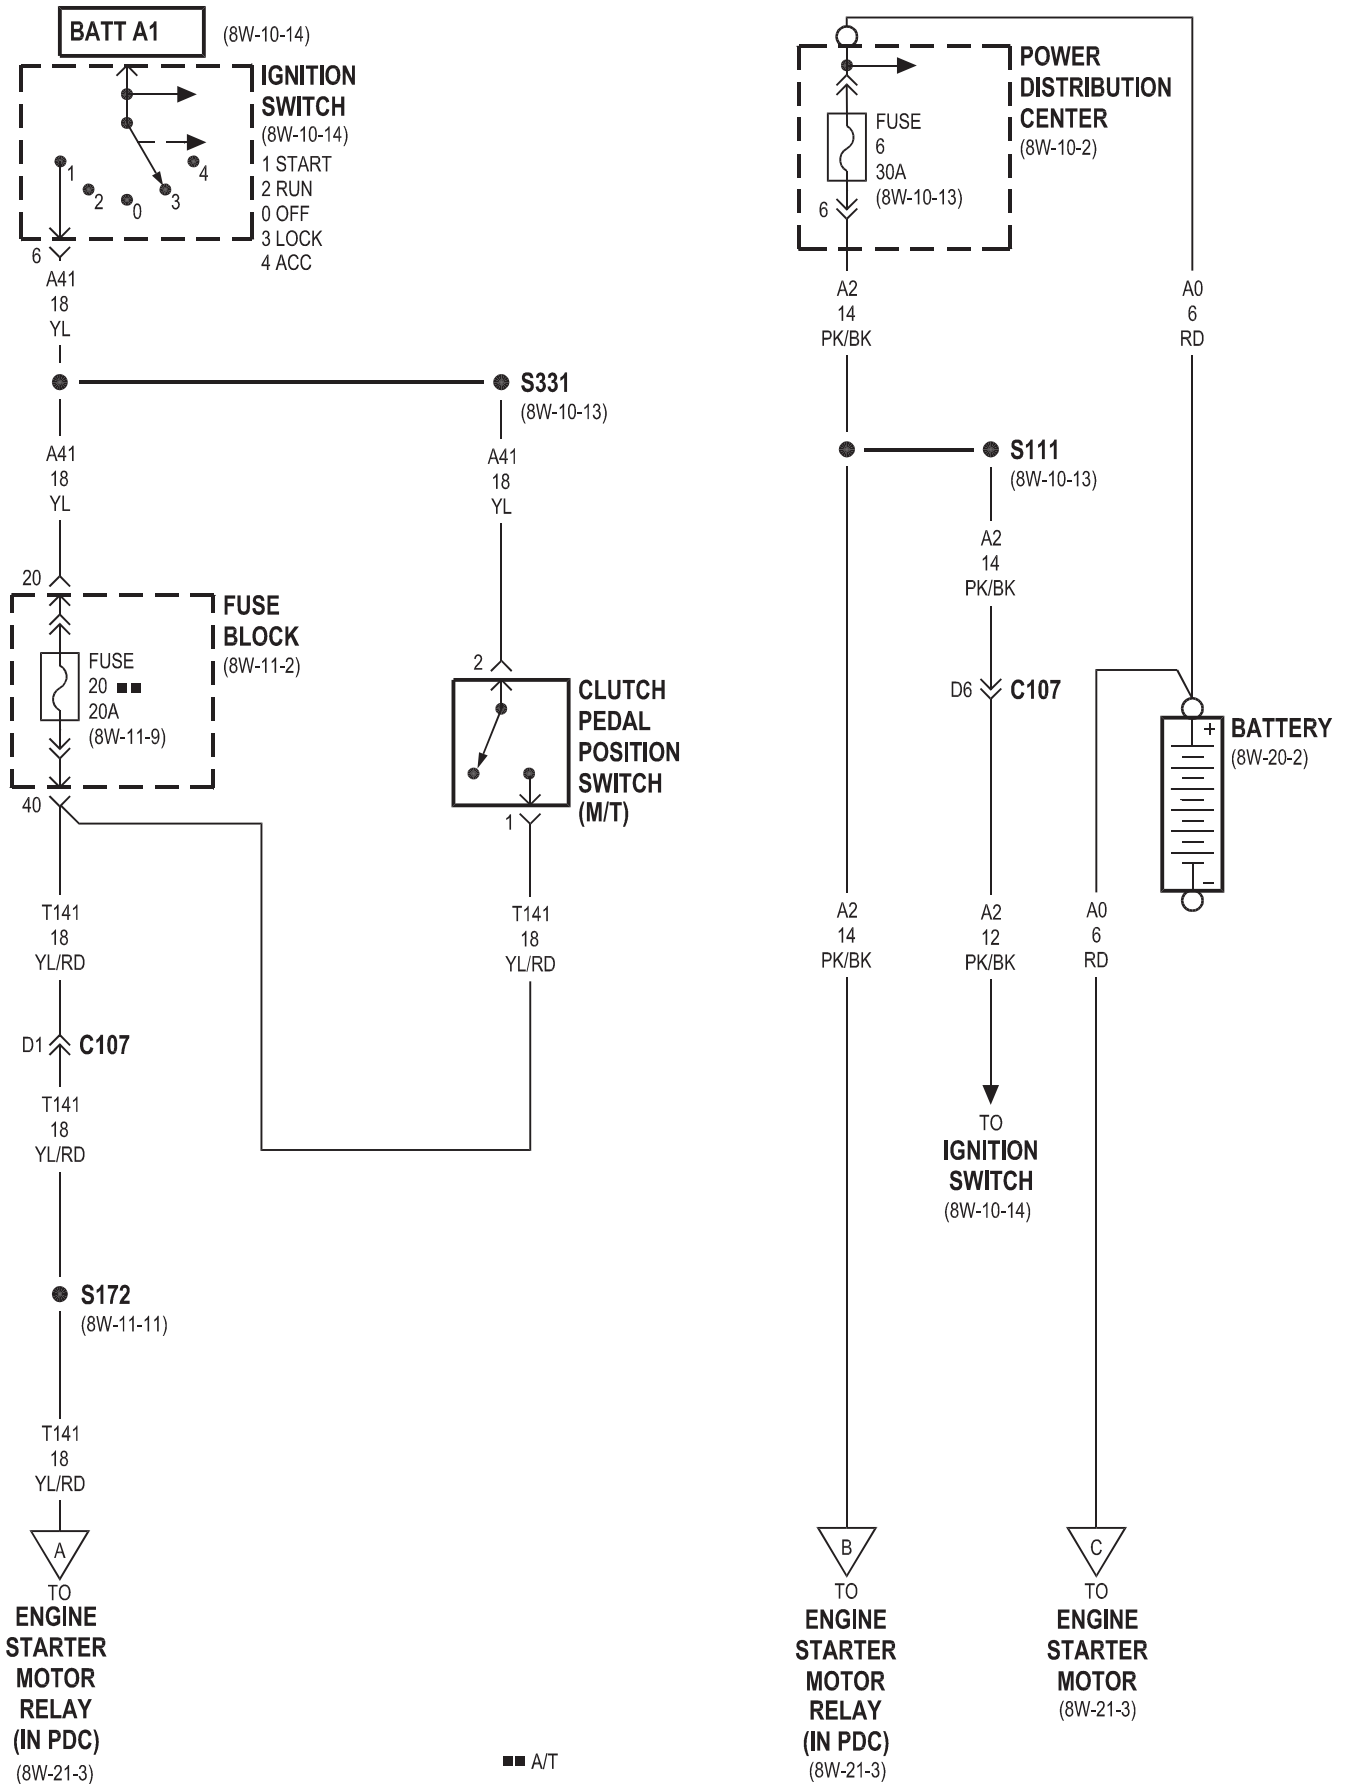 BATT A1
(8W-10-14)
IGNITION
SWITCH
(8W-10-14)
1 START
2 RUN
0 OFF
3 LOCK
4 ACC
1
2
0
3
4
6
A41
18
YL
S331
(8W-10-13)
A41
18
YL
A41
18
YL
20
FUSE
BLOCK
(8W-11-2)
FUSE
20 ■■
20A
(8W-11-9)
40
2
CLUTCH
PEDAL
POSITION
SWITCH
(M/T)
1
T141
18
YL/RD
T141
18
YL/RD
D1
C107
T141
18
YL/RD
S172
(8W-11-11)
T141
18
YL/RD
A
TO
ENGINE
STARTER
MOTOR
RELAY
(IN PDC)
(8W-21-3)
■■ A/T
POWER
DISTRIBUTION
CENTER
(8W-10-2)
FUSE
6
30A
(8W-10-13)
6
A2
14
PK/BK
A0
6
RD
S111
(8W-10-13)
A2
14
PK/BK
D6
C107
BATTERY
(8W-20-2)
+
−
A2
14
PK/BK
A2
12
PK/BK
A0
6
RD
TO
IGNITION
SWITCH
(8W-10-14)
B
TO
ENGINE
STARTER
MOTOR
RELAY
(IN PDC)
(8W-21-3)
C
TO
ENGINE
STARTER
MOTOR
(8W-21-3)